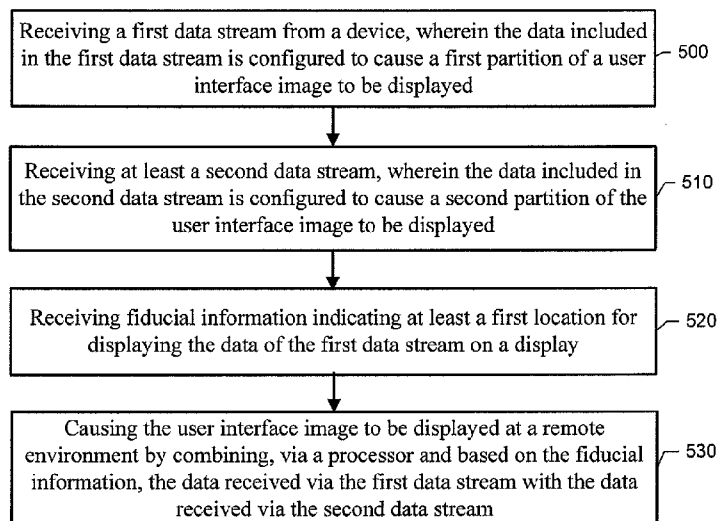 Receiving a first data stream from a device, wherein the data included
in the first data stream is configured to cause a first partition of a user
interface image to be displayed
500
Receiving at least a second data stream, wherein the data included in
the second data stream is configured to cause a second partition of the
user interface image to be displayed
510
Receiving fiducial information indicating at least a first location for
displaying the data of the first data stream on a display
520
Causing the user interface image to be displayed at a remote
environment by combining, via a processor and based on the fiducial
information, the data received via the first data stream with the data
received via the second data stream
530